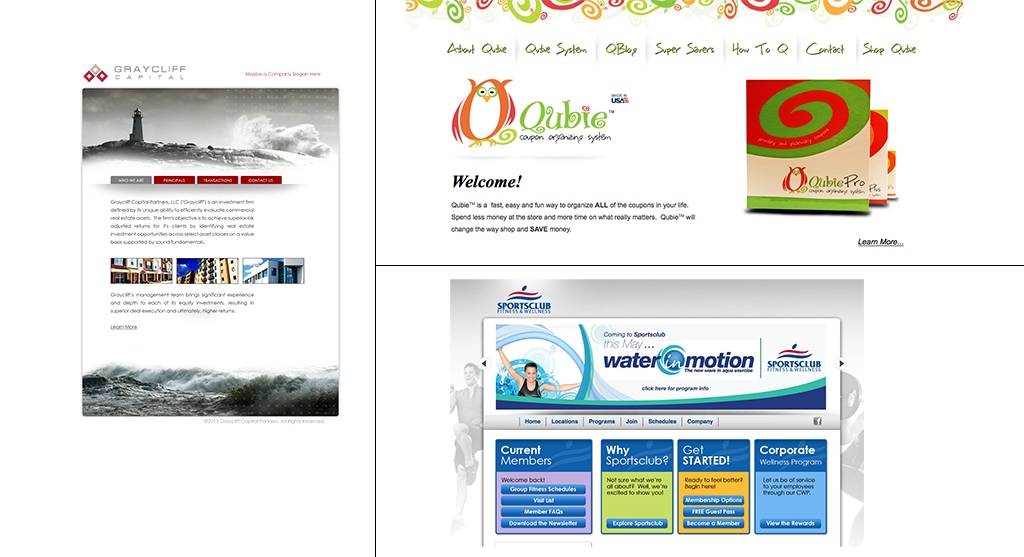 GRAYCLIFF
CAPITAL
Maybe a Company Slogan Here
WHO WE ARE
PRINCIPALS
TRANSACTIONS
CONTACT US
Graycliff Capital Partners, LLC ("Graycliff") is an investment firm
defined by its unique ability to efficiently evaluate commercial
real estate assets. The firm's objective is to achieve superior risk
adjusted returns for it's clients by identifying real estate
investment opportunities across select asset classes on a value
basis supported by sound fundamentals.
Graycliff's management team brings significant experience
and depth to each of its equity investments, resulting in
superior deal execution and ultimately, higher returns.
Learn More
©2013 Graycliff Capital Partners. All Rights Reserved.
About Qubie
Qube System
QBlog
Super Savers
How To Q
Contact
Shop Qubie
MADE IN
USA
Qubie™
coupon organizing system
Welcome!
Qubie™ is a fast, easy and fun way to organize ALL of the coupons in your life.
Spend less money at the store and more time on what really matters. Qubie™ will
change the way shop and SAVE money.
QubiePro
coupon organizing system
Plus
Learn More...
SPORTSCLUB
FITNESS & WELLNESS
Coming to Sportsclub
this May ...
water in motion
The new wave in aqua exercise
click here for program info
SPORTSCLUB
FITNESS & WELLNESS
Home
Locations
Programs
Join
Schedules
Company
f
Current
Members
Welcome back!
Group Fitness Schedules
Visit List
Member FAQs
Download the Newsletter
Why
Sportsclub?
Not sure what we're
all about? Well, we're
excited to show you!
Explore Sportsclub
Get
STARTED!
Ready to feel better?
Begin here!
Membership Options
FREE Guest Pass
Become a Member
Corporate
Wellness Program
Let us be of service
to your employees
through our CWP.
View the Rewards